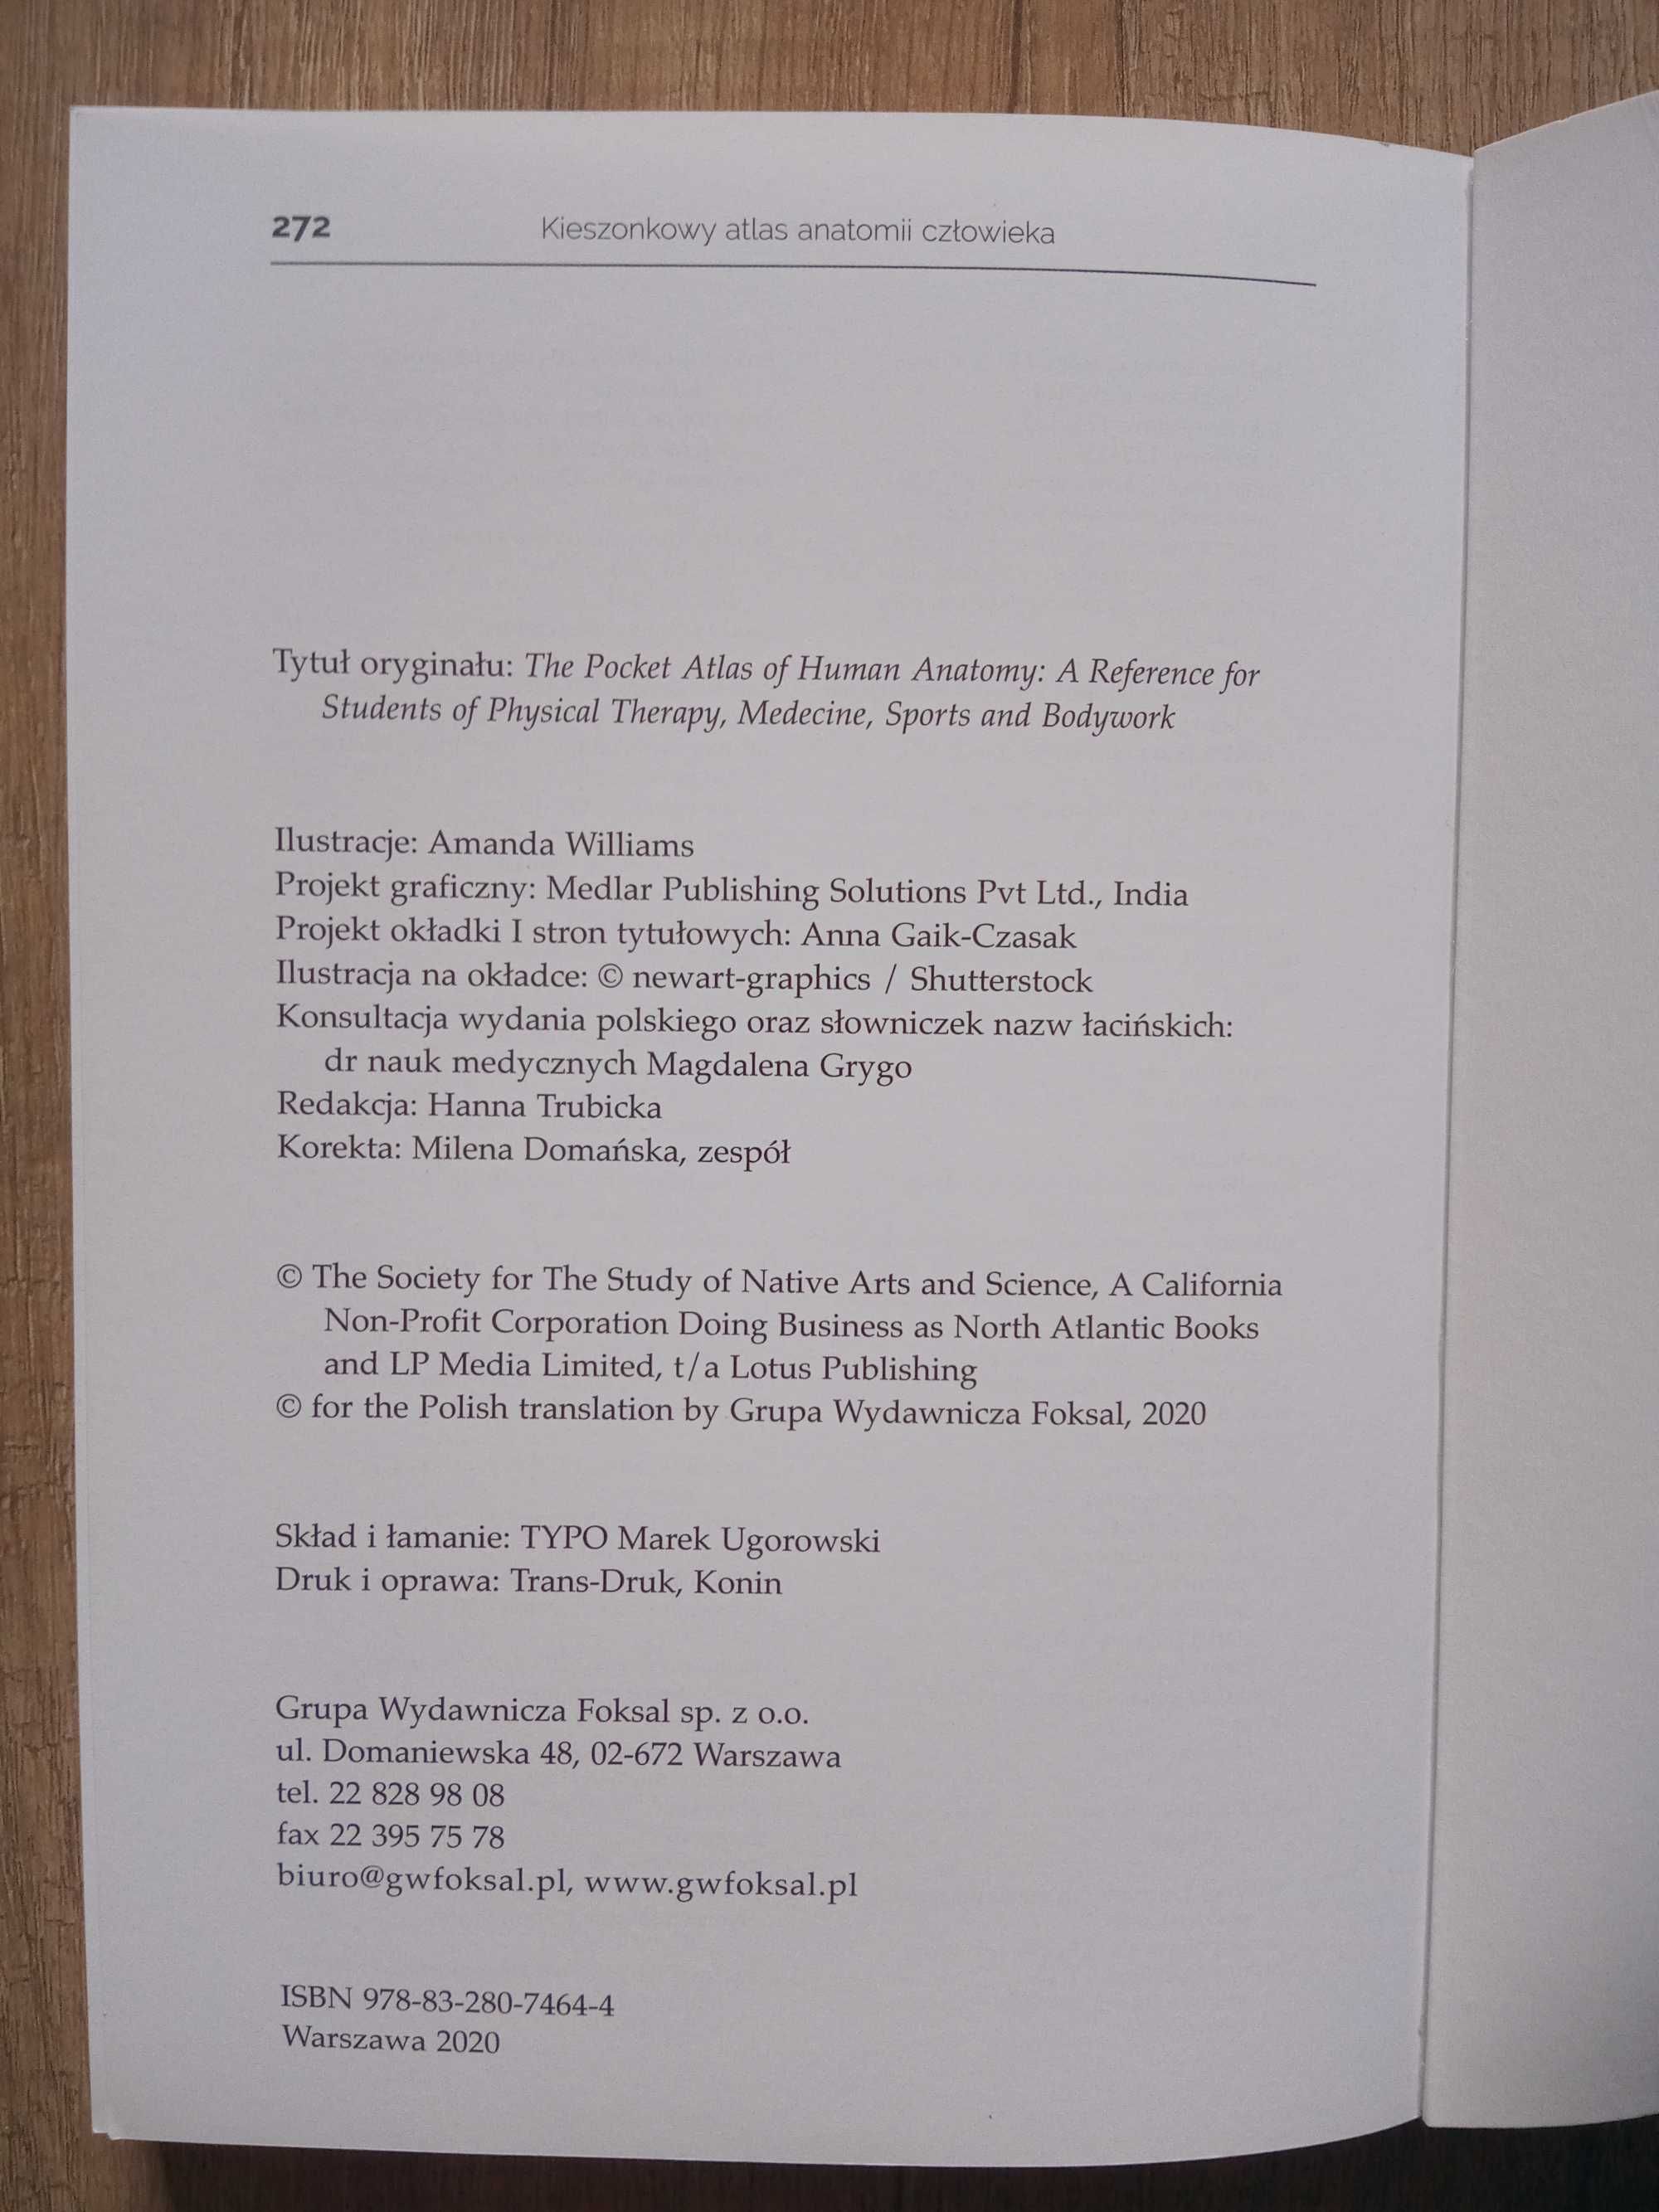 272 Kieszonkowy atlas anatomii człowieka
Tytuł oryginału: The Pocket Atlas of Human Anatomy: A Reference for
Students of Physical Therapy, Medecine, Sports and Bodywork
Ilustracje: Amanda Williams
Projekt graficzny: Medlar Publishing Solutions Pvt Ltd., India
Projekt okładki I stron tytułowych: Anna Gaik-Czasak
Ilustracja na okładce: © newart-graphics / Shutterstock
Konsultacja wydania polskiego oraz słowniczek nazw łacińskich:
dr nauk medycznych Magdalena Grygo
Redakcja: Hanna Trubicka
Korekta: Milena Domańska, zespół
© The Society for The Study of Native Arts and Science, A California
Non-Profit Corporation Doing Business as North Atlantic Books
and LP Media Limited, t/a Lotus Publishing
© for the Polish translation by Grupa Wydawnicza Foksal, 2020
Skład i łamanie: TYPO Marek Ugorowski
Druk i oprawa: Trans-Druk, Konin
Grupa Wydawnicza Foksal sp. z o.o.
ul. Domaniewska 48, 02-672 Warszawa
tel. 22 828 98 08
fax 22 395 75 78
biuro@gwfoksal.pl, www.gwfoksal.pl
ISBN 978-83-280-7464-4
Warszawa 2020